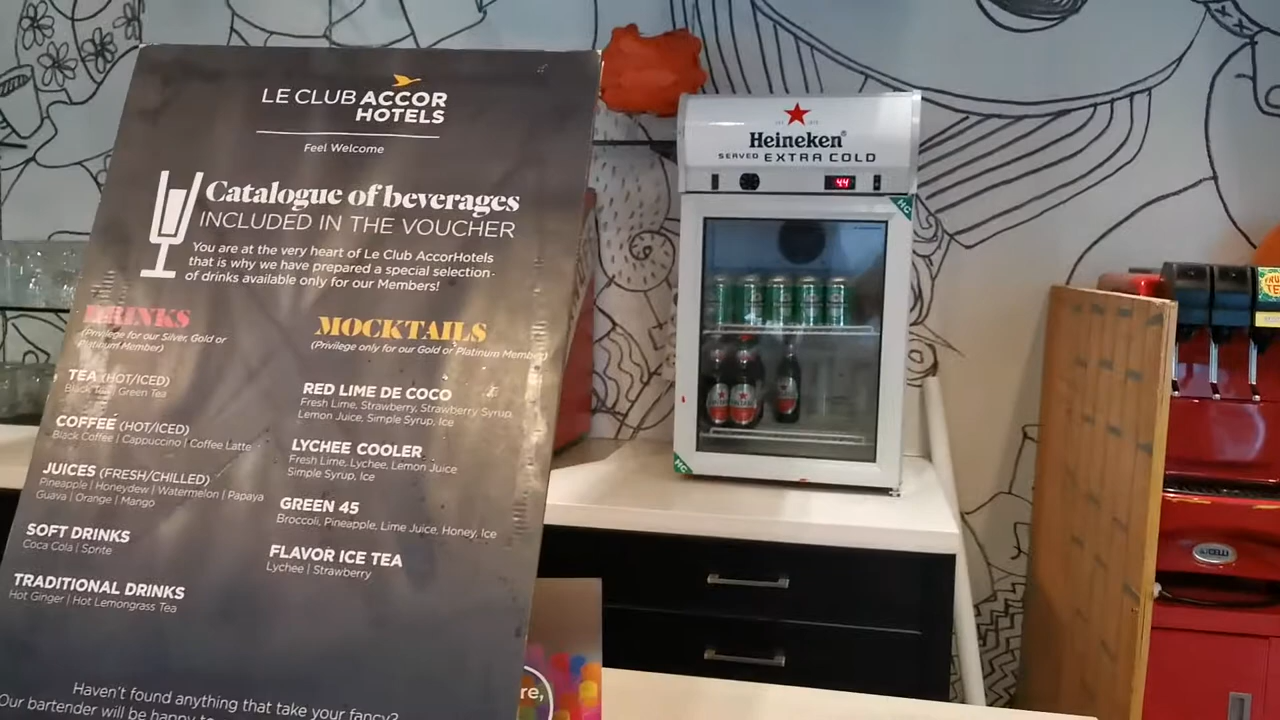 LE CLUB ACCOR
HOTELS
Feel Welcome
Catalogue of beverages
INCLUDED IN THE VOUCHER
You are at the very heart of Le Club AccorHotels
that is why we have prepared a special selection
of drinks available only for our Members!
DRINKS
(Privilege for our Silver, Gold or
Platinum Member)
TEA (HOT/ICED)
Black Tea | Green Tea
COFFEE (HOT/ICED)
Black Coffee | Cappuccino | Coffee Latte
JUICES (FRESH/CHILLED)
Pineapple | Honeydew | Watermelon | Papaya
Guava | Orange | Mango
SOFT DRINKS
Coca Cola | Sprite
TRADITIONAL DRINKS
Hot Ginger | Hot Lemongrass Tea
MOCKTAILS
(Privilege only for our Gold or Platinum Member)
RED LIME DE COCO
Fresh Lime, Strawberry, Strawberry Syrup
Lemon Juice, Simple Syrup, Ice
LYCHEE COOLER
Fresh Lime, Lychee, Lemon Juice
Simple Syrup, Ice
GREEN 45
Broccoli, Pineapple, Lime Juice, Honey, Ice
FLAVOR ICE TEA
Lychee | Strawberry
Haven't found anything that take your fancy?
Our bartender will be happy to
re,
Heineken®
SERVED EXTRA COLD
44
HC
HC